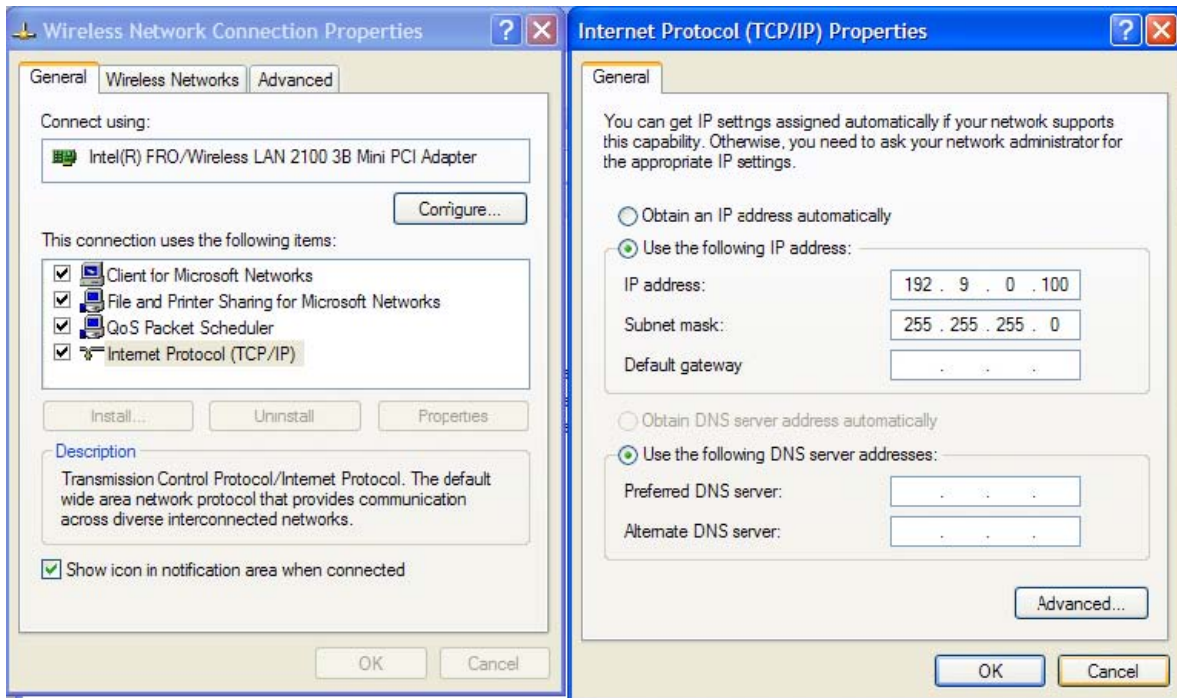 Wireless Network Connection Properties
General
Wireless Networks
Advanced
Connect using:
Intel(R) FRO/Wireless LAN 2100 3B Mini PCI Adapter
Configure...
This connection uses the following items:
Client for Microsoft Networks
File and Printer Sharing for Microsoft Networks
QoS Packet Scheduler
Internet Protocol (TCP/IP)
Install...
Uninstall
Properties
Description
Transmission Control Protocol/Internet Protocol. The default
wide area network protocol that provides communication
across diverse interconnected networks.
Show icon in notification area when connected
OK
Cancel
Internet Protocol (TCP/IP) Properties
General
You can get IP settings assigned automatically if your network supports
this capability. Otherwise, you need to ask your network administrator for
the appropriate IP settings.
Obtain an IP address automatically
Use the following IP address:
IP address:
192 . 9 . 0 .100
Subnet mask:
255 . 255 . 255 . 0
Default gateway
. . .
Obtain DNS server address automatically
Use the following DNS server addresses:
Preferred DNS server:
. . .
Alternate DNS server:
. . .
Advanced...
OK
Cancel